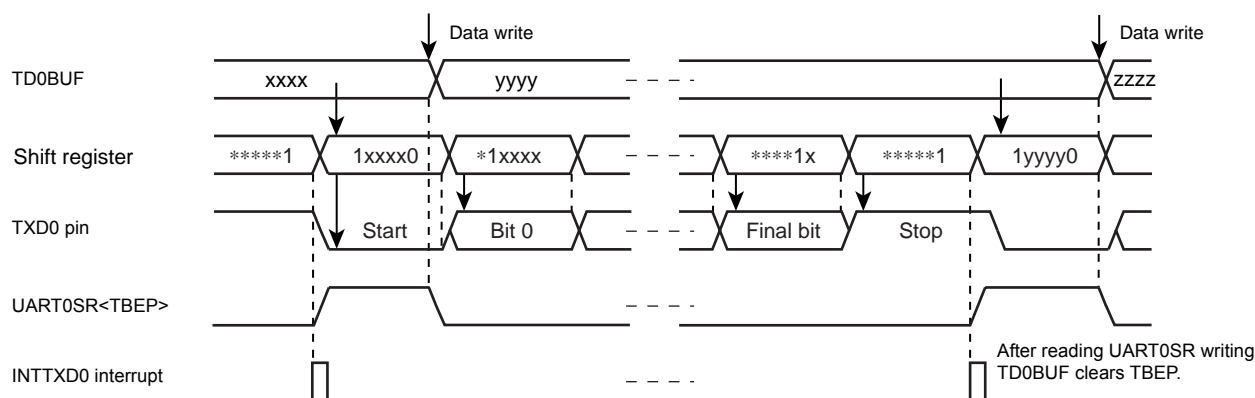 Data write Data write
TD0BUF xxxx yyyy zzzz
Shift register *****1 1xxxx0 *1xxxx ****1x *****1 1yyyy0
TXD0 pin Start Bit 0 Final bit Stop
UART0SR<TBEP>
After reading UART0SR writing
INTTXD0 interrupt TD0BUF clears TBEP.